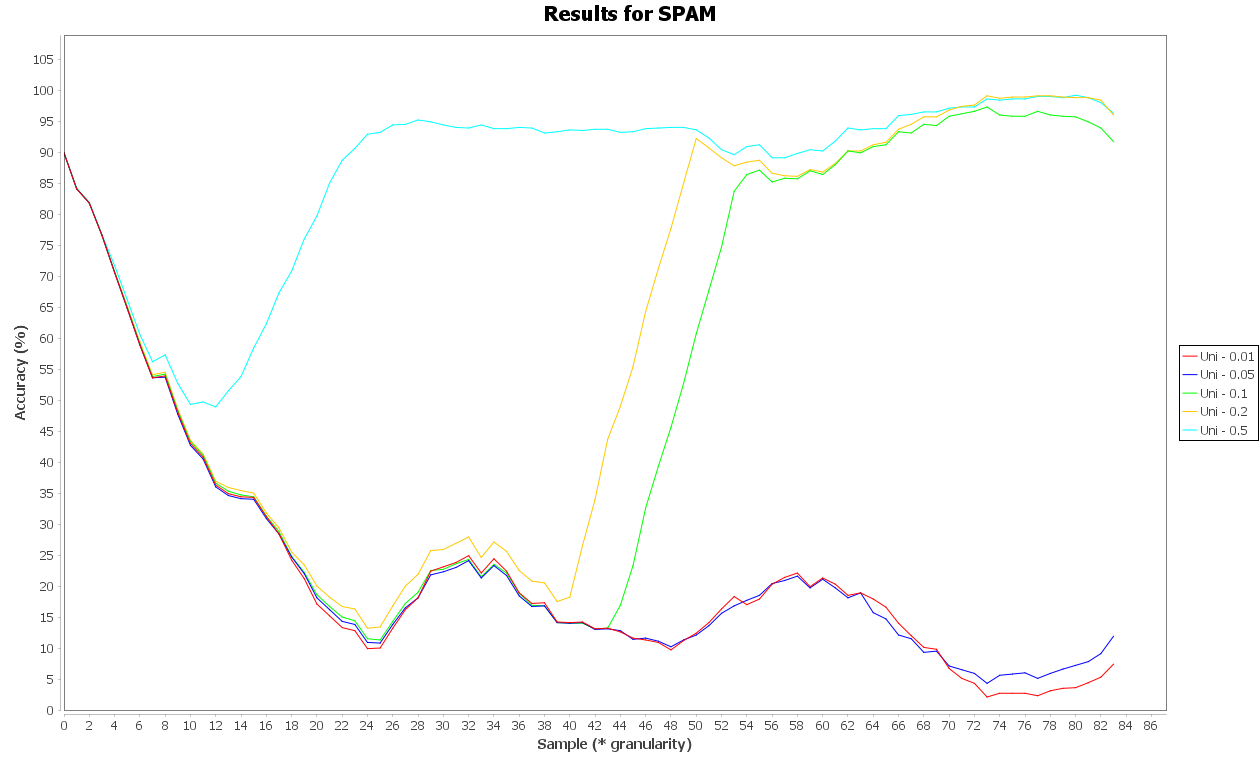 Results for SPAM
105
100
95
90
85
80
75
70
65
60
55
50
45
40
35
30
25
20
15
10
5
0
Accuracy (%)
0 2 4 6 8 10 12 14 16 18 20 22 24 26 28 30 32 34 36 38 40 42 44 46 48 50 52 54 56 58 60 62 64 66 68 70 72 74 76 78 80 82 84 86
Sample (* granularity)
Uni - 0.01
Uni - 0.05
Uni - 0.1
Uni - 0.2
Uni - 0.5